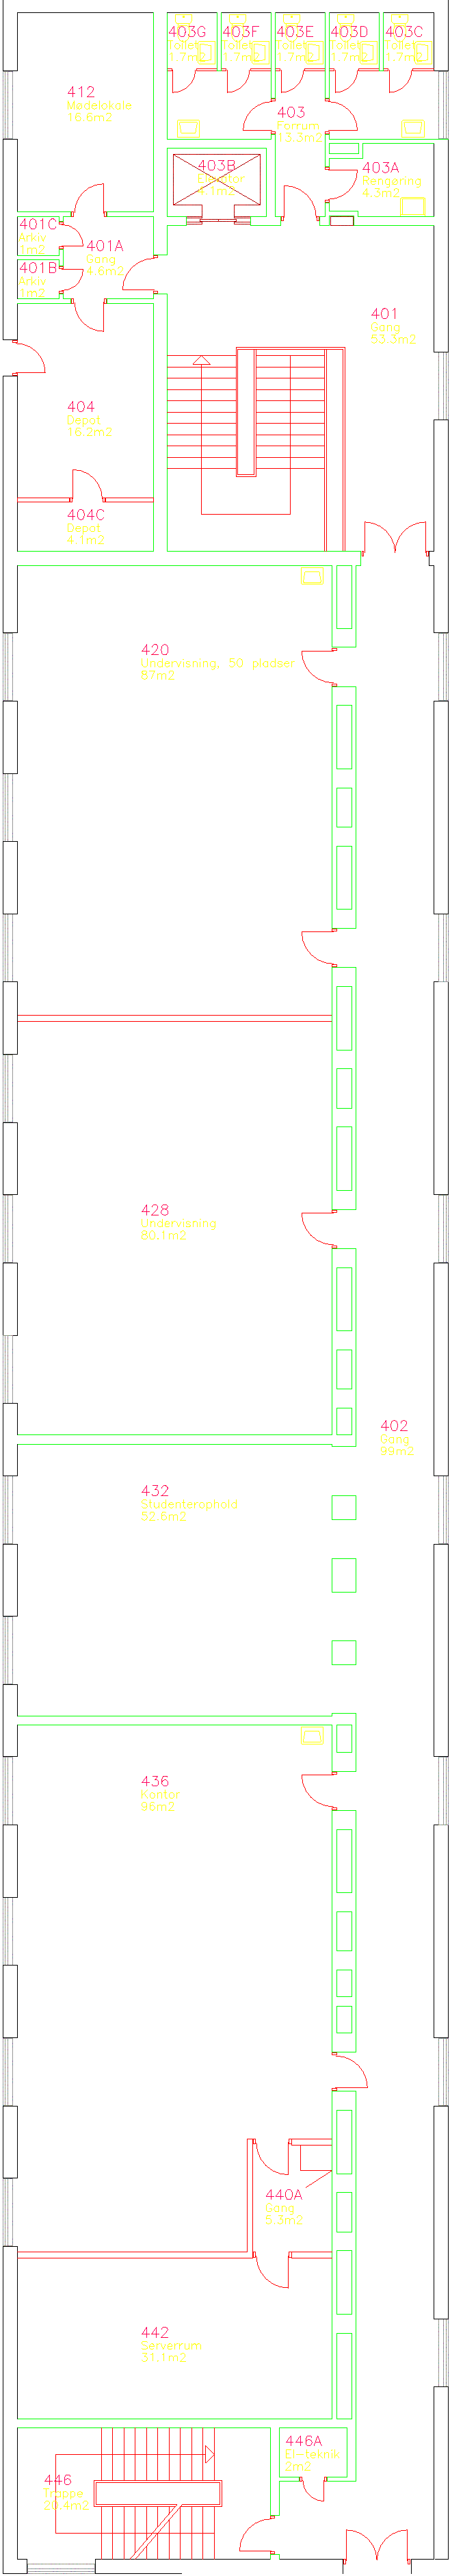 403G
Toilet
1.7m2
403F
Toilet
1.7m2
403E
Toilet
1.7m2
403D
Toilet
1.7m2
403C
Toilet
1.7m2
412
Mødelokale
16.6m2
403
Forrum
13.3m2
403B
Elevator
4.1m2
403A
Rengøring
4.3m2
401C
Arkiv
1m2
401A
Gang
4.6m2
401B
Arkiv
1m2
401
Gang
53.3m2
404
Depot
16.2m2
404C
Depot
4.1m2
420
Undervisning, 50 pladser
87m2
428
Undervisning
80.1m2
402
Gang
89m2
432
Studenterophold
52.6m2
436
Kontor
96m2
440A
Gang
5.3m2
442
Serverrum
31.1m2
446A
El-teknik
2m2
446
Trappe